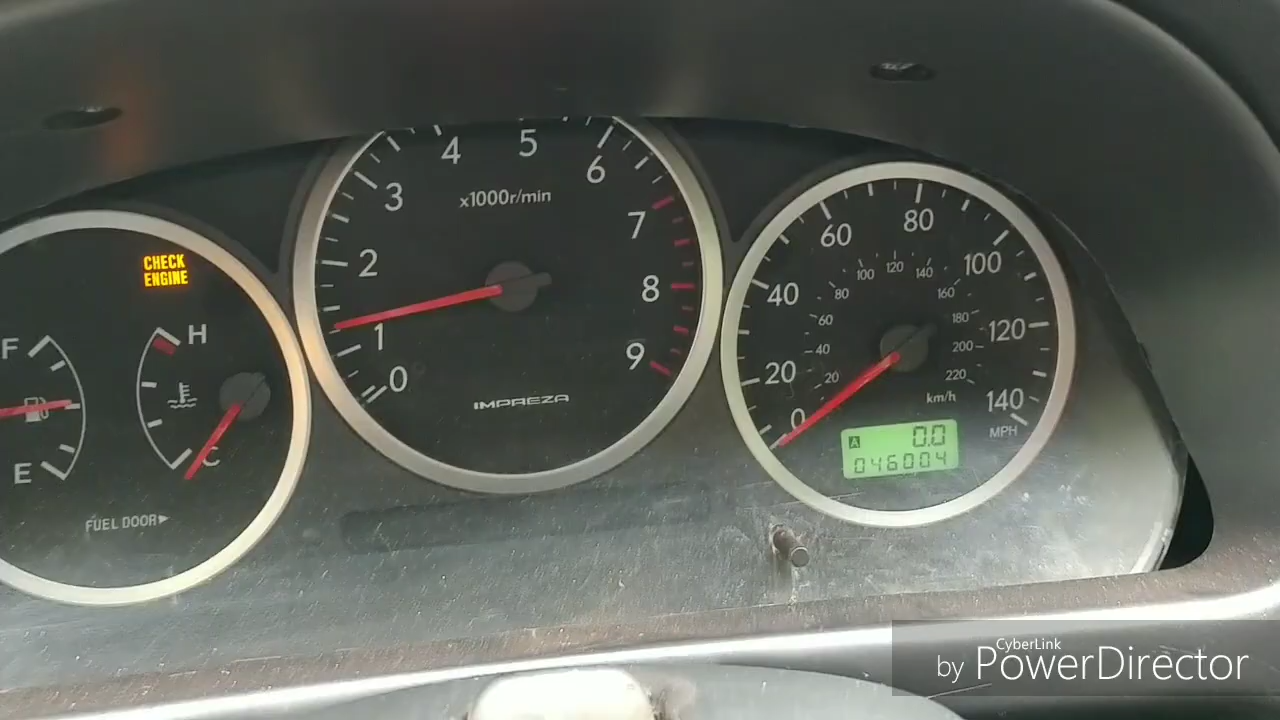 CHECK
ENGINE
F
E
H
C
FUEL DOOR▶
0
1
2
3
4
5
6
7
8
9
x1000r/min
IMPREZA
0
20
40
60
80
100
120
140
MPH
20
40
60
80
100
120
140
160
180
200
220
km/h
A 0.0
046004
CyberLink
by PowerDirector